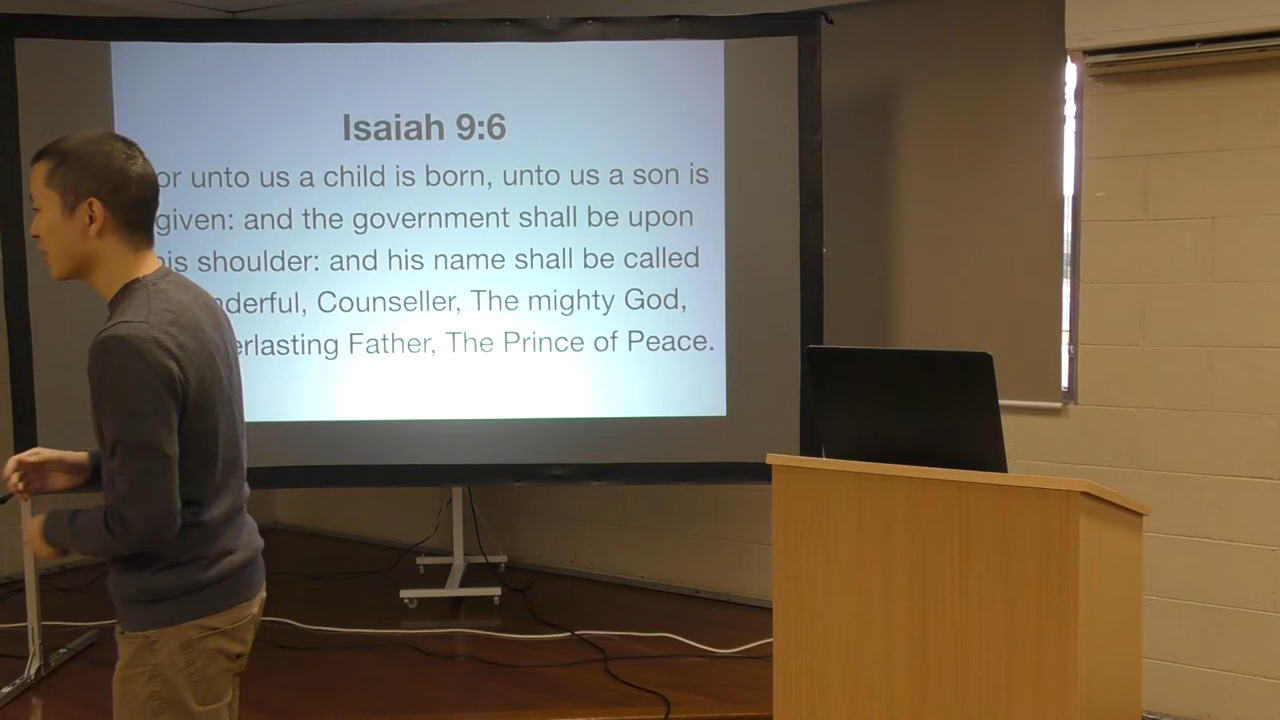 Isaiah 9:6
or unto us a child is born, unto us a son is
given: and the government shall be upon
his shoulder: and his name shall be called
nderful, Counseller, The mighty God,
erlasting Father, The Prince of Peace.